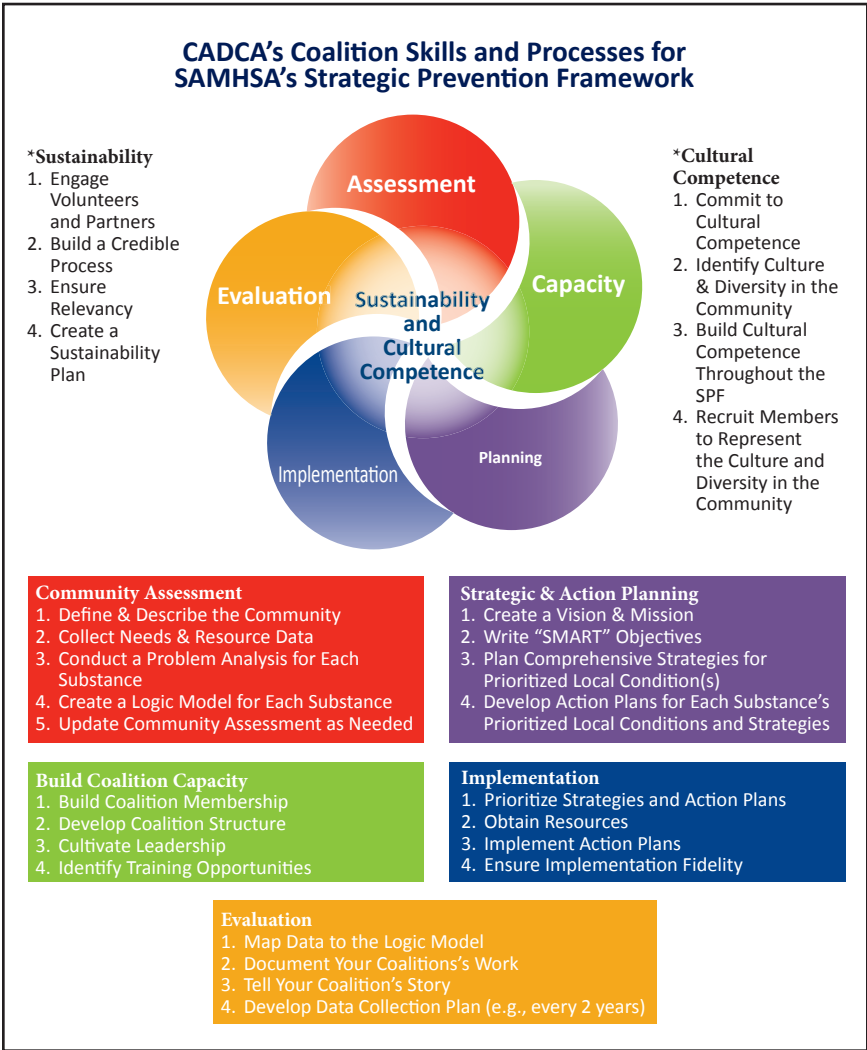 CADCA's Coalition Skills and Processes for
SAMHSA's Strategic Prevention Framework
*Sustainability
1. Engage
Volunteers
and Partners
2. Build a Credible
Process
3. Ensure
Relevancy
4. Create a
Sustainability
Plan
Assessment
Capacity
Evaluation
Sustainability
and
Cultural
Competence
Implementation
Planning
*Cultural
Competence
1. Commit to
Cultural
Competence
2. Identify Culture
& Diversity in the
Community
3. Build Cultural
Competence
Throughout the
SPF
4. Recruit Members
to Represent
the Culture and
Diversity in the
Community
Community Assessment
1. Define & Describe the Community
2. Collect Needs & Resource Data
3. Conduct a Problem Analysis for Each
Substance
4. Create a Logic Model for Each Substance
5. Update Community Assessment as Needed
Strategic & Action Planning
1. Create a Vision & Mission
2. Write “SMART” Objectives
3. Plan Comprehensive Strategies for
Prioritized Local Condition(s)
4. Develop Action Plans for Each Substance's
Prioritized Local Conditions and Strategies
Build Coalition Capacity
1. Build Coalition Membership
2. Develop Coalition Structure
3. Cultivate Leadership
4. Identify Training Opportunities
Implementation
1. Prioritize Strategies and Action Plans
2. Obtain Resources
3. Implement Action Plans
4. Ensure Implementation Fidelity
Evaluation
1. Map Data to the Logic Model
2. Document Your Coalitions's Work
3. Tell Your Coalition's Story
4. Develop Data Collection Plan (e.g., every 2 years)